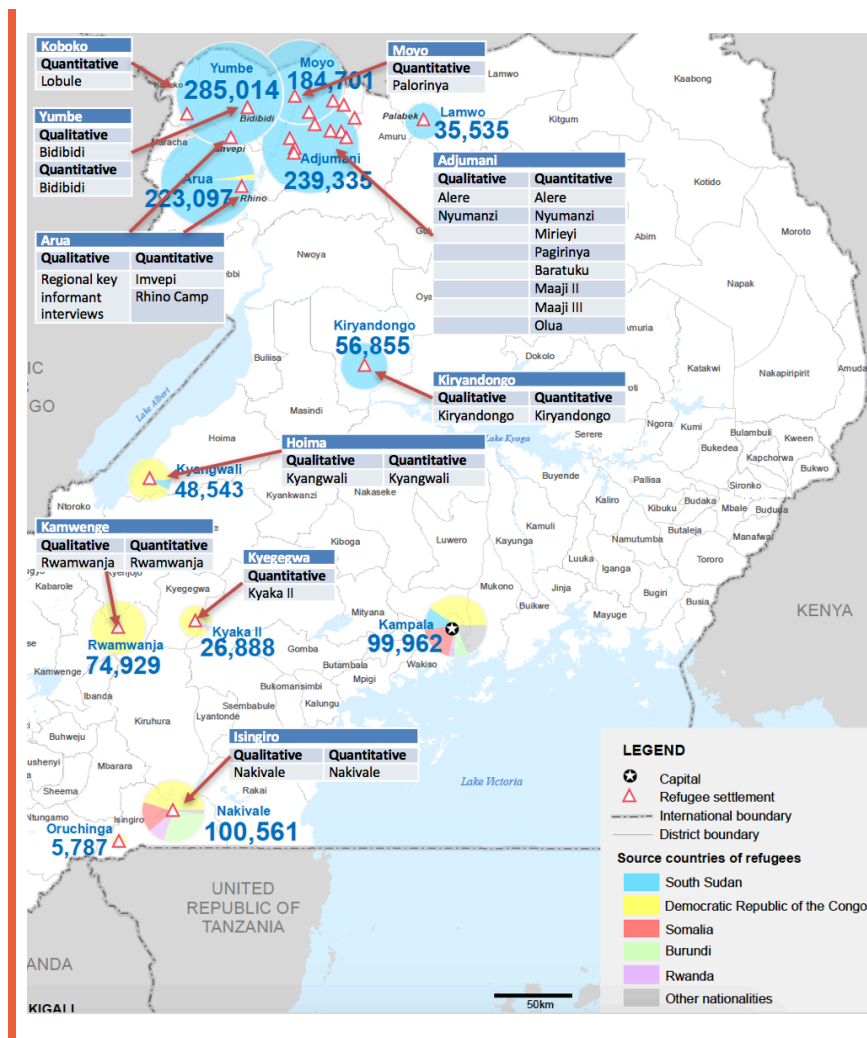 Koboko
Quantitative
Lobule
Yumbe
285,014
Bidibidi
Moyo
184,701
Moyo
Quantitative
Palorinya
Lamwo
Kaabong
Palabek
Lamwo
35,535
Kitgum
Amuru
Yumbe
Qualitative
Bidibidi
Quantitative
Bidibidi
Maracha
Adjumani
239,335
Arua
223,097
Rhino
Adjumani
Qualitative Quantitative
Alere Alere
Nyumanzi Nyumanzi
Mirieyi
Pagirinya
Baratuku
Maaji II
Maaji III
Olua
Kotido
Abim
Moroto
Napak
Arua
Qualitative Quantitative
Regional key Imvepi
informant Rhino Camp
interviews
Nwoya
Kiryandongo
56,855
Dokolo
Buliisa
Katakwi
Nakapiripirit
Amuda
Kiryandongo
Qualitative Quantitative
Kiryandongo Kiryandongo
Lake Albert
Masindi
Hoima
Lake Kyoga
Serere
Ngora
Kumi
Bulambuli
Kween
Bukedea
Kapchorwa
Bukwo
Hoima
Qualitative Quantitative
Kyangwali Kyangwali
Kyangwali
48,543
Ntoroko
Kyankwanzi
Nakaseke
Buyende
Pallisa
Sironko
Kaliro
Kibuku
Budaka
Mbale
Bududa
Butaleja
Manafwa
Kamwenge
Qualitative Quantitative
Rwamwanja Rwamwanja
Kiboga
Luwero
Kayunga
Kamuli
Namutumba
Tororo
Luuka
Iganga
Kabarole
Kyenjojo
Kyegegwa
Kyegegwa
Quantitative
Kyaka II
Mukono
Jinja
Bugiri
Busia
Buikwe
Mayuge
Mityana
KENYA
Rwamwanja
74,929
Kyaka II
26,888
Kampala
99,962
Gomba
Butambala
Wakiso
Mpigi
Kamwenge
Ibanda
Bukomansimbi
Ssembabule
Kalungu
Lyantonde
Kiruhura
Buhweju
Isingiro
Qualitative Quantitative
Nakivale Nakivale
Mbarara
Rakai
Sheema
Isingiro
Nakivale
100,561
Oruchinga
5,787
Lake Victoria
UNITED
REPUBLIC OF
TANZANIA
KIGALI
50km
LEGEND
Capital
Refugee settlement
International boundary
District boundary
Source countries of refugees
South Sudan
Democratic Republic of the Congo
Somalia
Burundi
Rwanda
Other nationalities